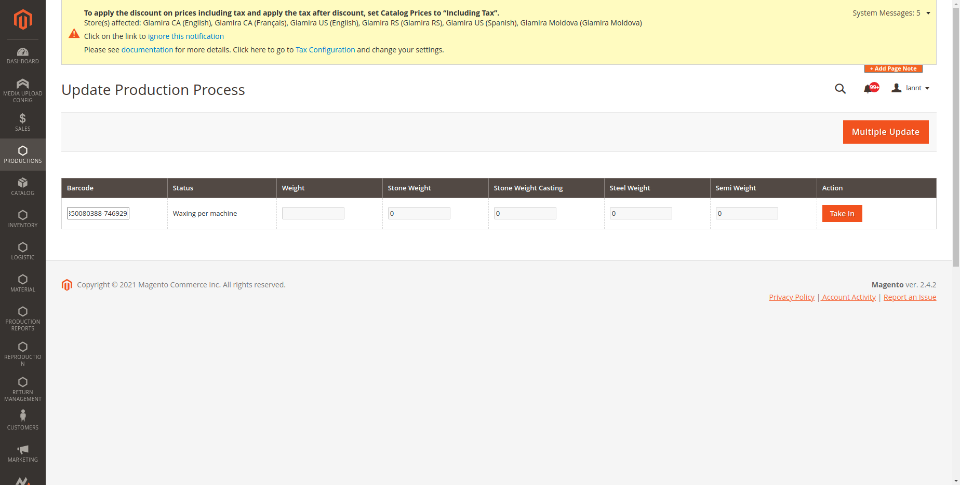 To apply the discount on prices including tax and apply the tax after discount, set Catalog Prices to "Including Tax".
Store(s) affected: Glamira CA (English), Glamira CA (Français), Glamira US (English), Glamira RS (Glamira RS), Glamira US (Spanish), Glamira Moldova (Glamira Moldova)
Click on the link to ignore this notification
Please see documentation for more details. Click here to go to Tax Configuration and change your settings.
System Messages: 5
+ Add Page Note
Update Production Process
99+
lannt
Multiple Update
Barcode Status Weight Stone Weight Stone Weight Casting Steel Weight Semi Weight Action
50080388-746929 Waxing per machine 0 0 0 0 Take In
Copyright © 2021 Magento Commerce Inc. All rights reserved.
Magento ver. 2.4.2
Privacy Policy | Account Activity | Report an Issue
DASHBOARD
MEDIA UPLOAD
CONFIG
SALES
PRODUCTIONS
CATALOG
INVENTORY
LOGISTIC
MATERIAL
PRODUCTION
REPORTS
REPRODUCTIO
N
RETURN
MANAGEMENT
CUSTOMERS
MARKETING